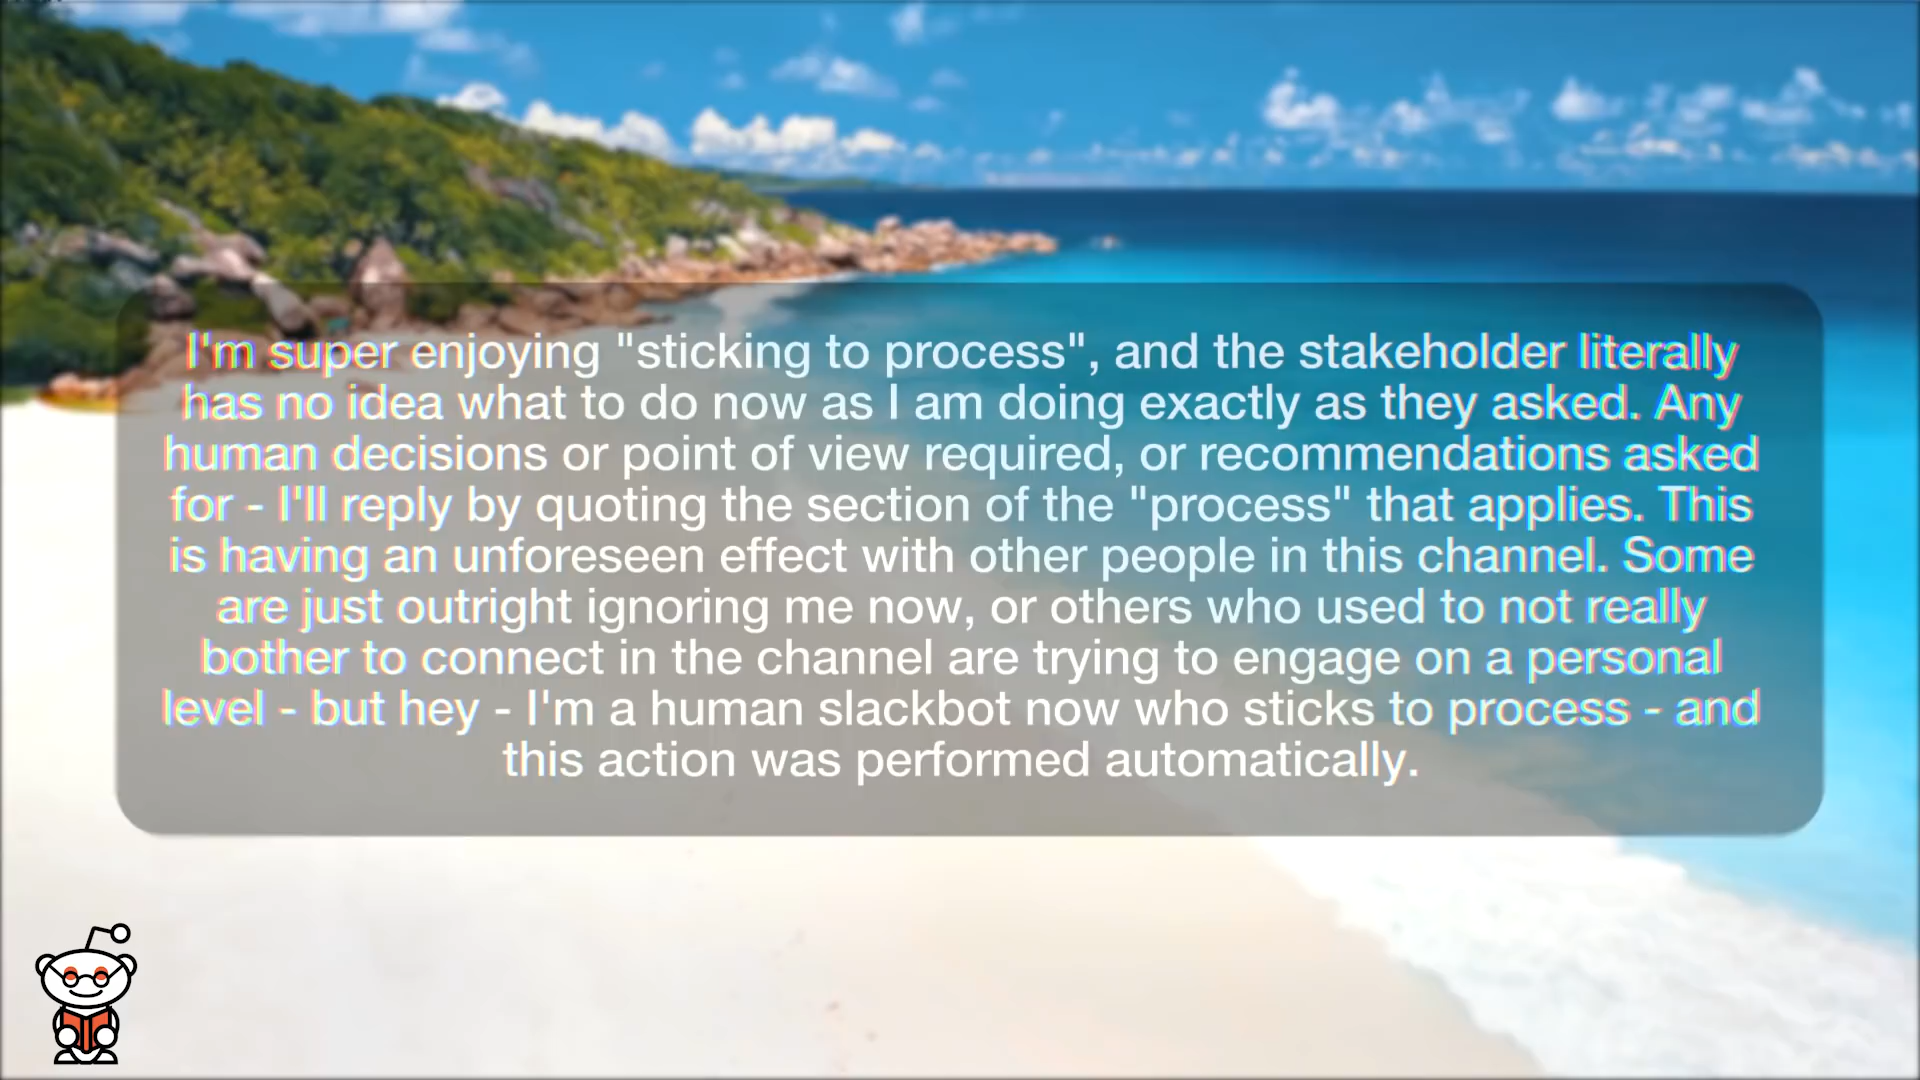 I'm super enjoying "sticking to process", and the stakeholder literally
has no idea what to do now as I am doing exactly as they asked. Any
human decisions or point of view required, or recommendations asked
for - I'll reply by quoting the section of the "process" that applies. This
is having an unforeseen effect with other people in this channel. Some
are just outright ignoring me now, or others who used to not really
bother to connect in the channel are trying to engage on a personal
level - but hey - I'm a human slackbot now who sticks to process - and
this action was performed automatically.